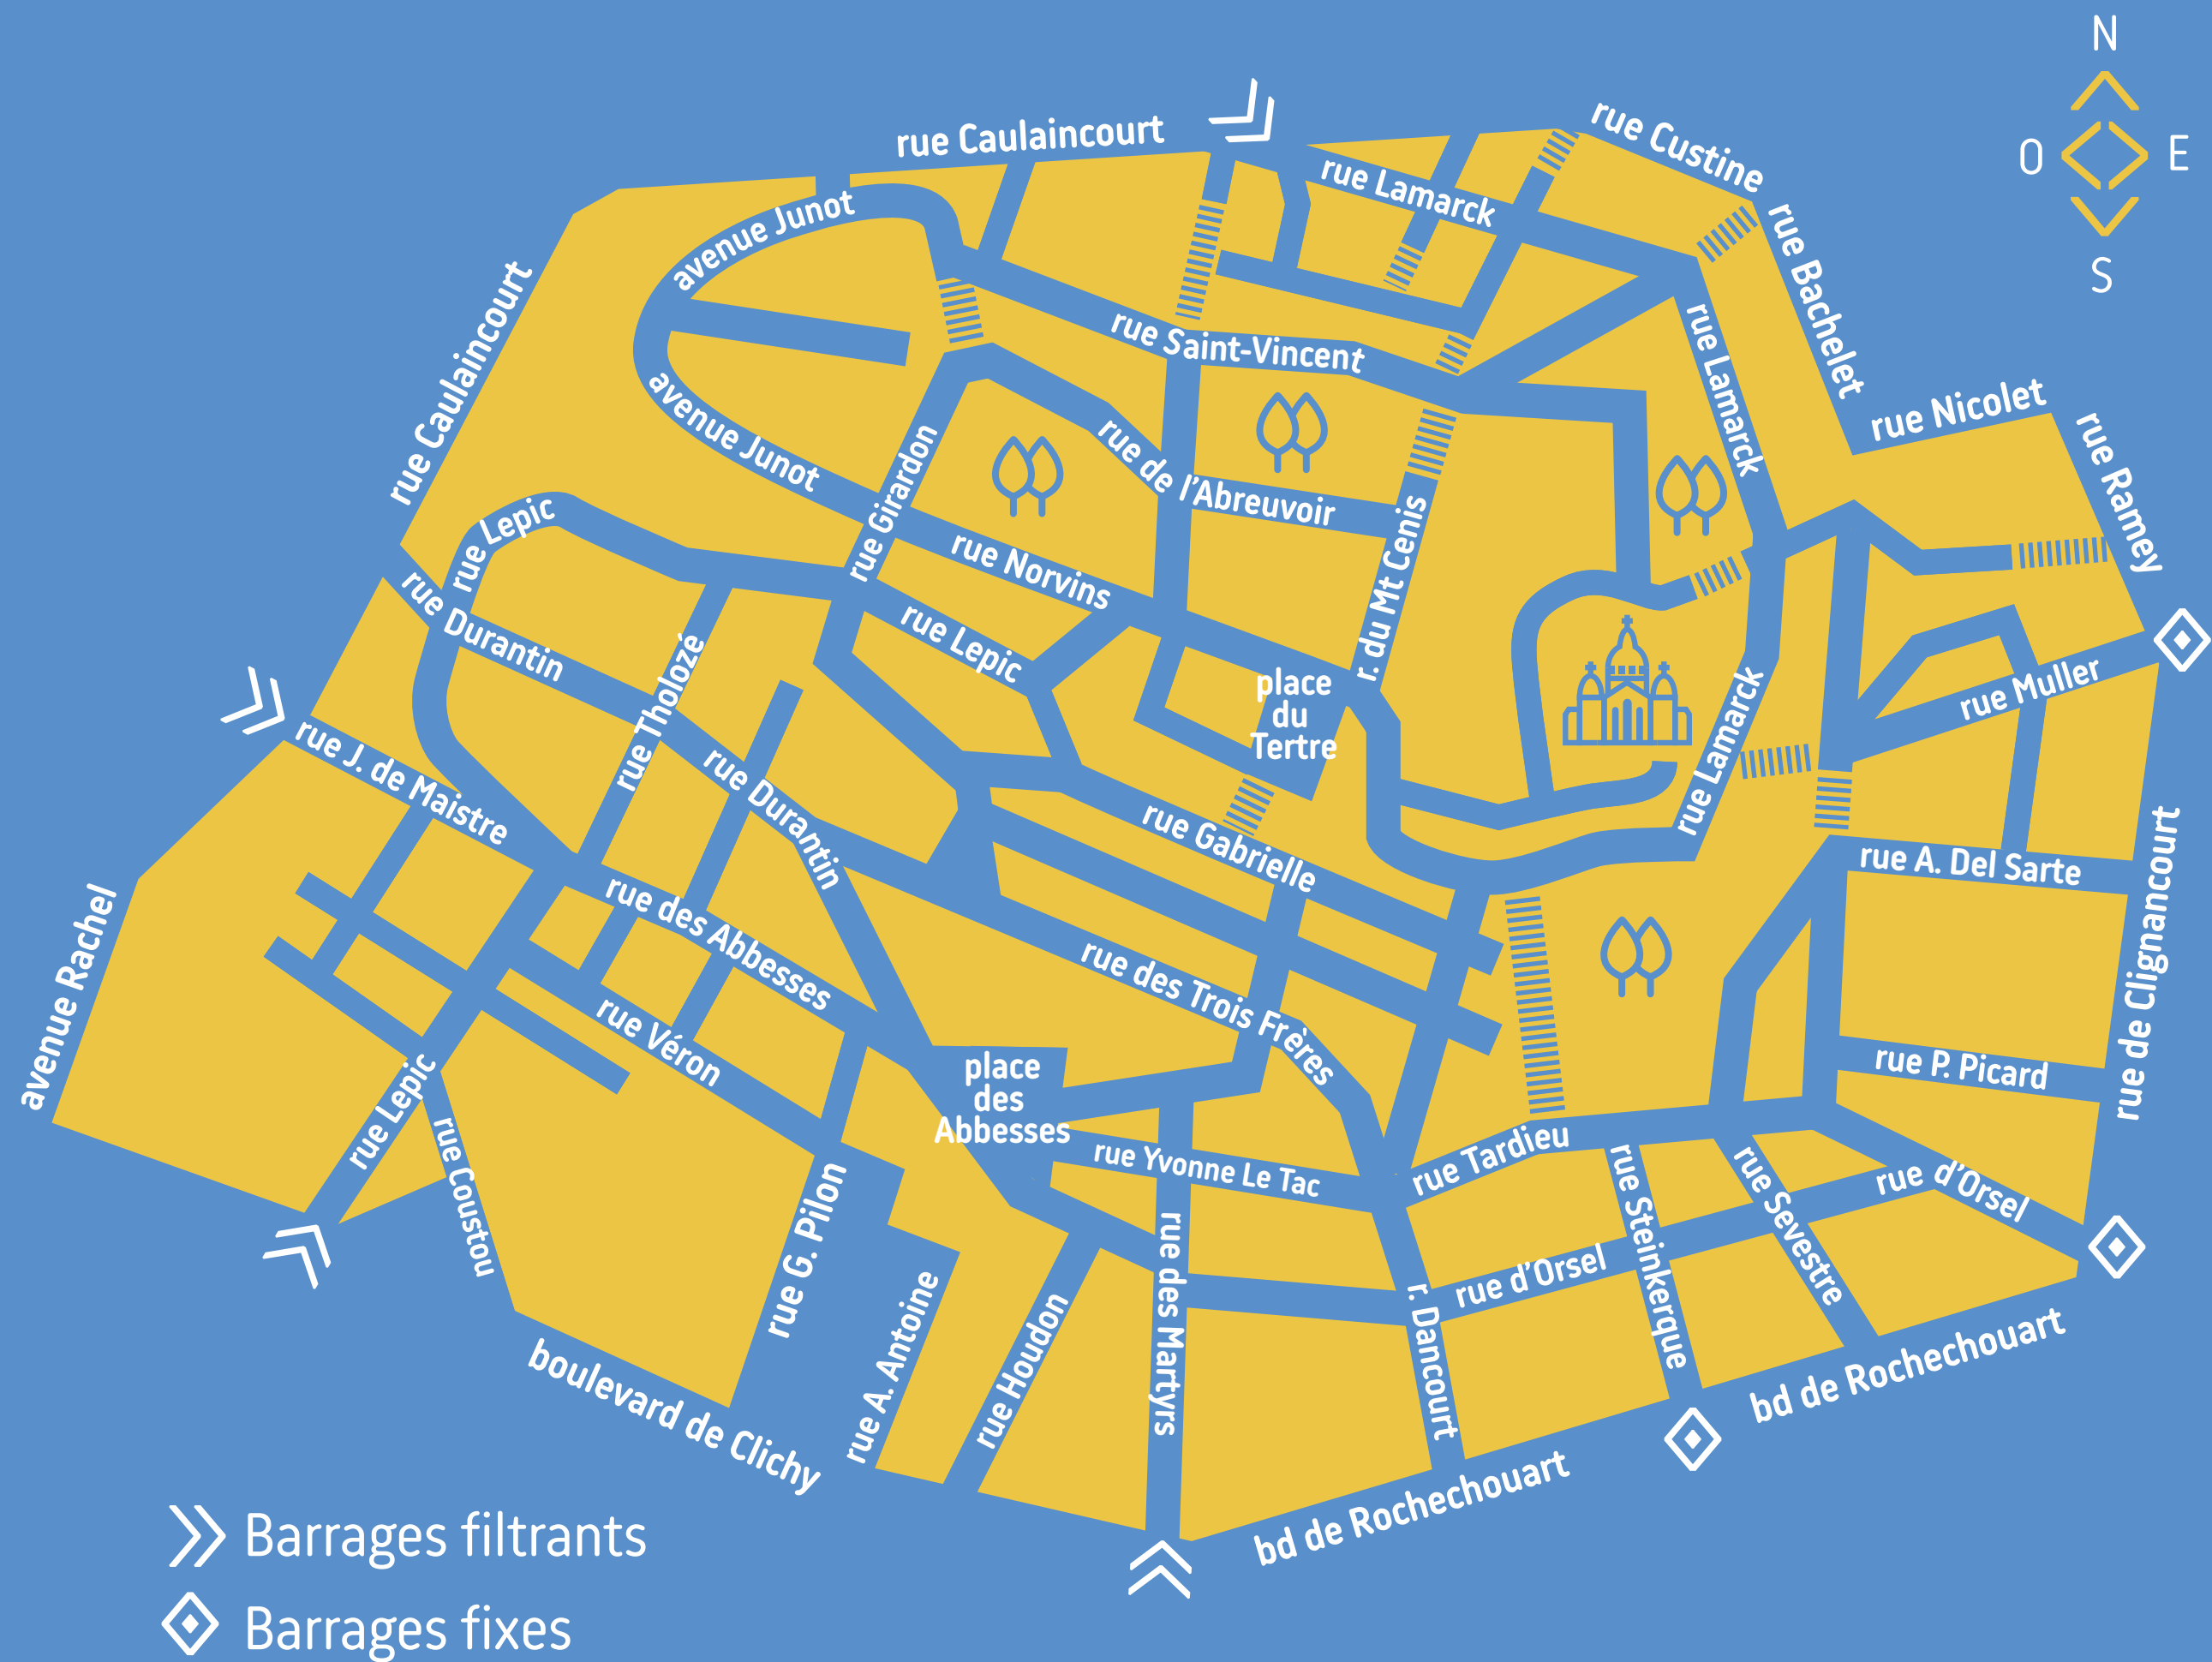 N
O
E
S
rue Caulaincourt
rue Custine
rue Lamarck
avenue Junot
rue Bachelet
rue Caulaincourt
rue Saint-Vincent
rue Lamarck
avenue Junot
rue Nicolet
rue Ramey
rue Girardon
rue de l'Abreuvoir
rue Lepic
r. du Mt Cenis
rue Norvins
rue Durantin
rue Lepic
rue Tholozé
place
du
Tertre
rue Muller
rue Lamarck
rue J. de Maistre
rue Durantin
rue Gabrielle
rue A. Del Sarte
rue de Clignancourt
avenue Rachel
rue des Abbesses
rue des Trois Frères
rue Véron
rue P. Picard
place
des
Abbesses
rue Lepic
rue Coustou
rue Yvonne Le Tac
rue Tardieu
rue Steinkerque
rue Sevestre
rue d'Orsel
rue G. Pilon
rue des Martyrs
rue d'Orsel
r. Dancourt
rue A. Antoine
rue Houdon
boulevard de Clichy
bd de Rochechouart
bd de Rochechouart
Barrages filtrants
Barrages fixes